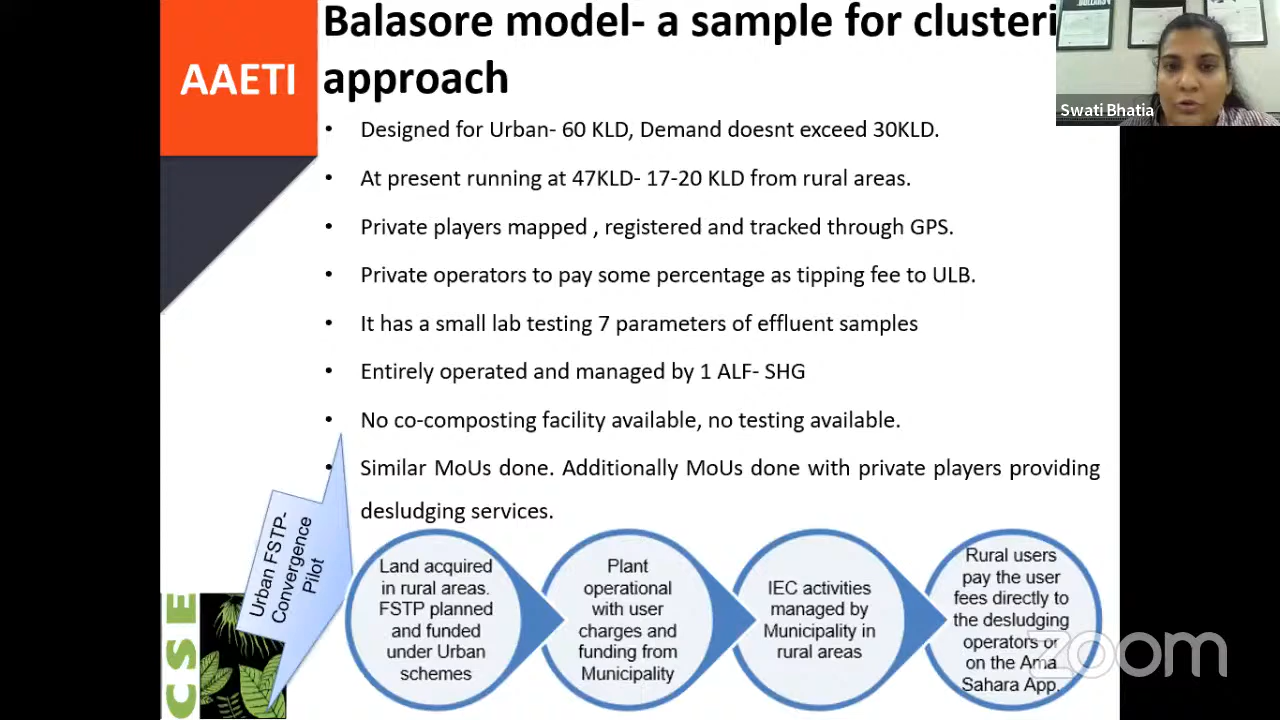 Balasore model- a sample for clusteri
approach
AAETI
Swati Bhatia
• Designed for Urban- 60 KLD, Demand doesnt exceed 30KLD.
• At present running at 47KLD- 17-20 KLD from rural areas.
• Private players mapped , registered and tracked through GPS.
• Private operators to pay some percentage as tipping fee to ULB.
• It has a small lab testing 7 parameters of effluent samples
• Entirely operated and managed by 1 ALF- SHG
• No co-composting facility available, no testing available.
• Similar MoUs done. Additionally MoUs done with private players providing
desludging services.
Urban FSTP-
Convergence
Pilot
Land acquired
in rural areas.
FSTP planned
and funded
under Urban
schemes
Plant
operational
with user
charges and
funding from
Municipality
IEC activities
managed by
Municipality in
rural areas
Rural users
pay the user
fees directly to
the desludging
operators or
on the Ama
Sahara App.
CSE
zoom